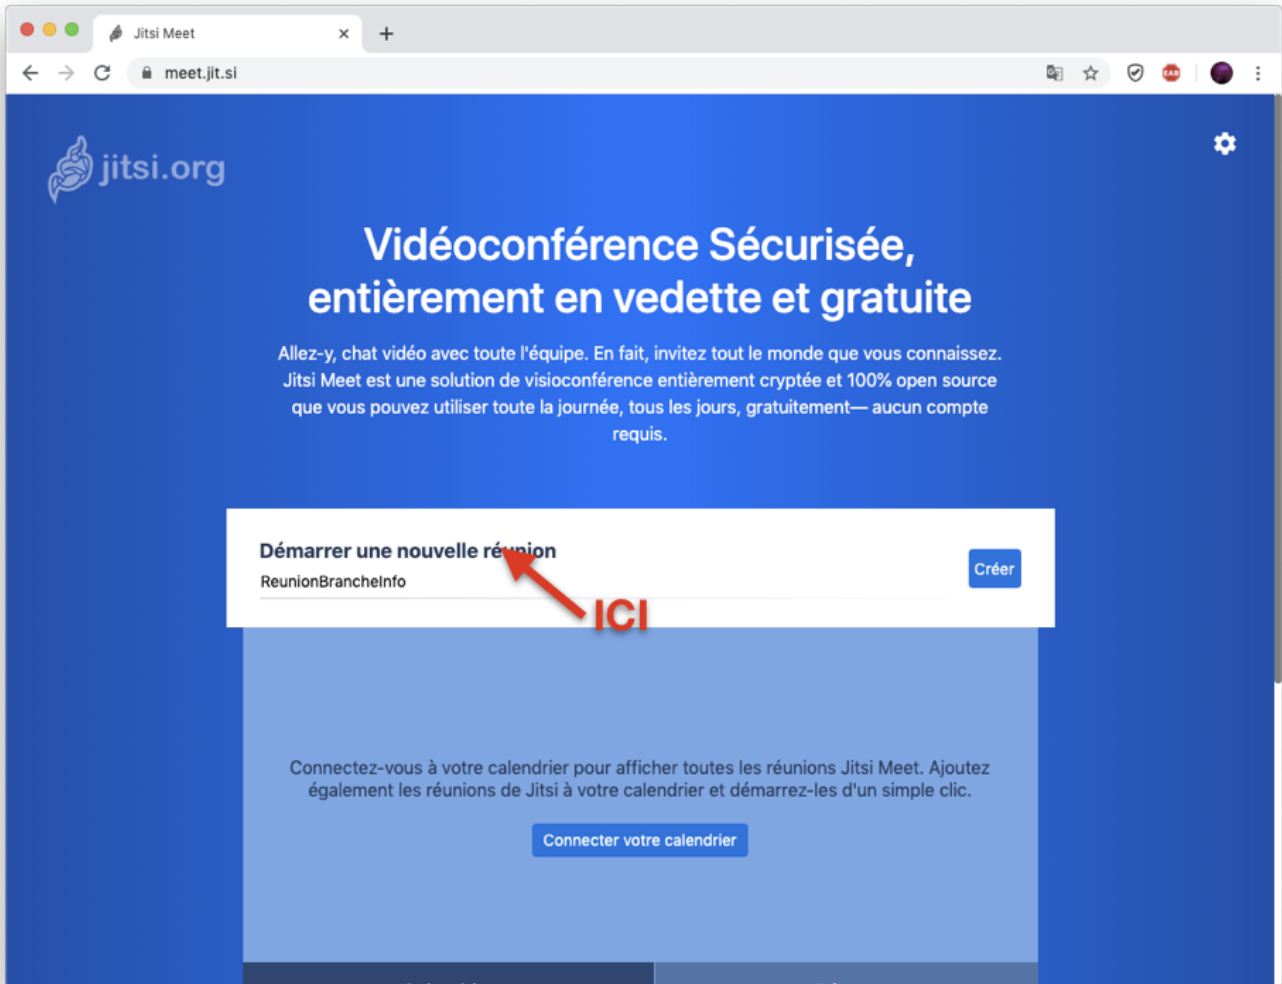 Jitsi Meet
meet.jit.si
EAB
jitsi.org
Vidéoconférence Sécurisée,
entièrement en vedette et gratuite
Allez-y, chat vidéo avec toute l'équipe. En fait, invitez tout le monde que vous connaissez.
Jitsi Meet est une solution de visioconférence entièrement cryptée et 100% open source
que vous pouvez utiliser toute la journée, tous les jours, gratuitement— aucun compte
requis.
Démarrer une nouvelle réunion
ReunionBrancheInfo
Créer
ICI
Connectez-vous à votre calendrier pour afficher toutes les réunions Jitsi Meet. Ajoutez
également les réunions de Jitsi à votre calendrier et démarrez-les d'un simple clic.
Connecter votre calendrier